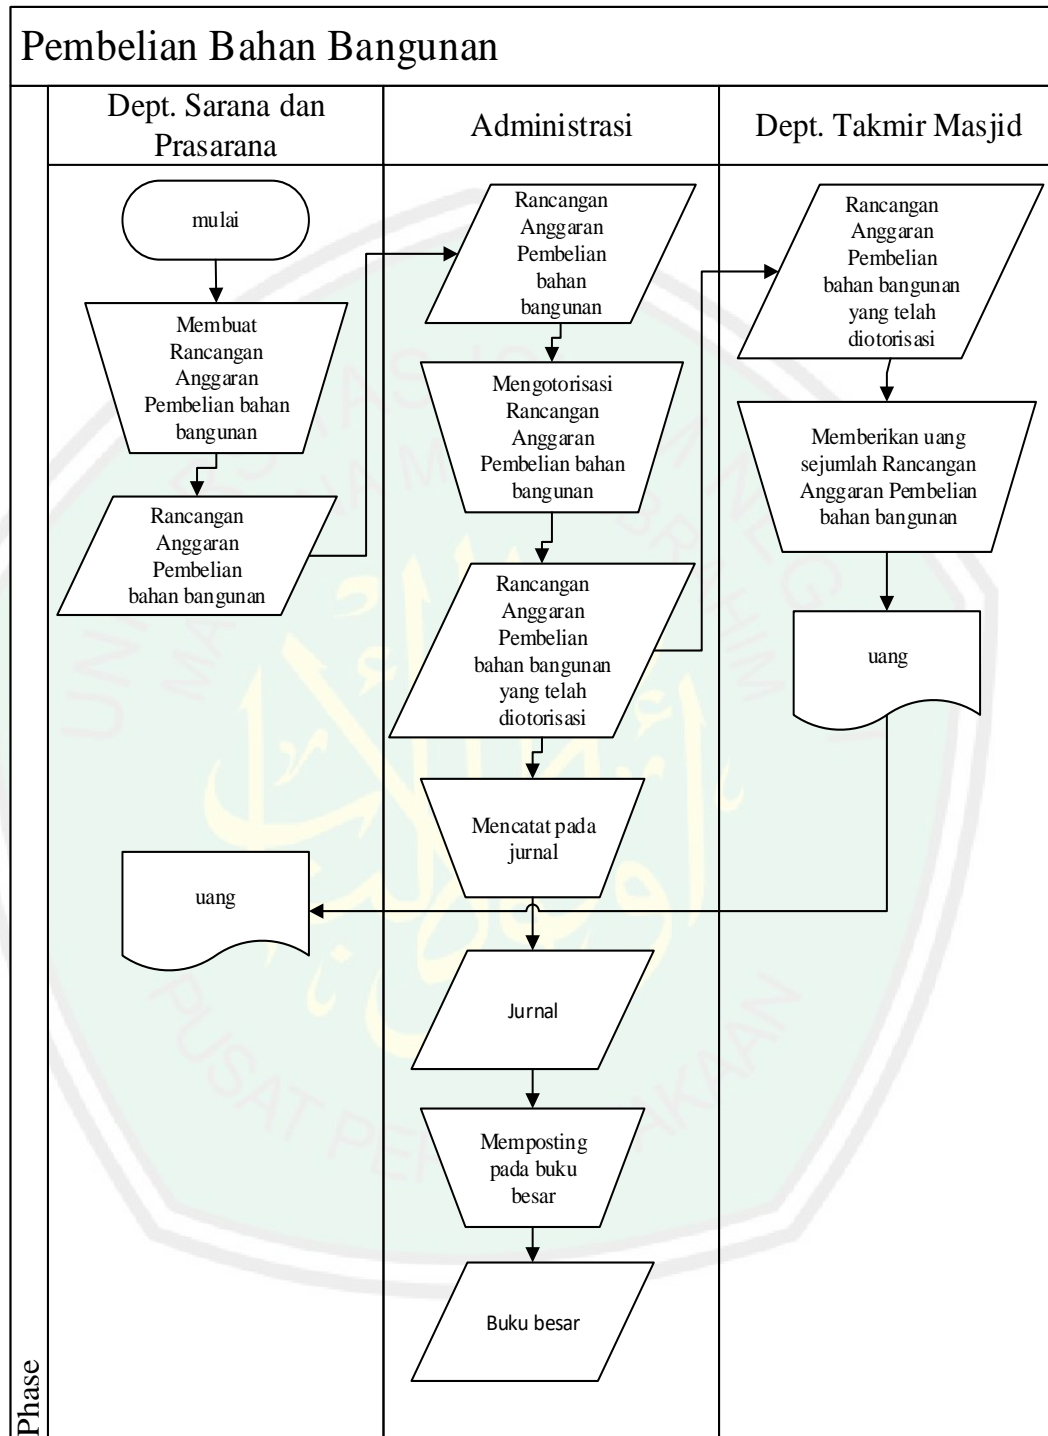 Pembelian Bahan Bangunan
Dept. Sarana dan
Prasarana
Administrasi
Dept. Takmir Masjid
mulai
Membuat
Rancangan
Anggaran
Pembelian bahan
bangunan
Rancangan
Anggaran
Pembelian
bahan bangunan
uang
Rancangan
Anggaran
Pembelian
bahan
bangunan
Mengotorisasi
Rancangan
Anggaran
Pembelian bahan
bangunan
Rancangan
Anggaran
Pembelian
bahan bangunan
yang telah
diotorisasi
Mencatat pada
jurnal
Jurnal
Memposting
pada buku
besar
Buku besar
Rancangan
Anggaran
Pembelian
bahan bangunan
yang telah
diotorisasi
Memberikan uang
sejumlah Rancangan
Anggaran Pembelian
bahan bangunan
uang
Phase